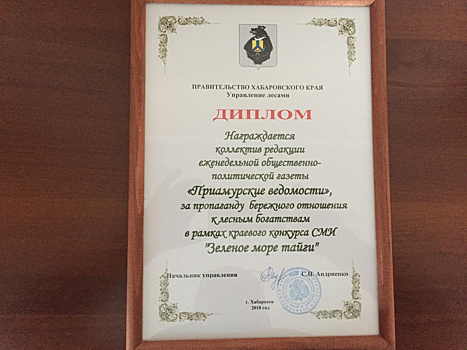 ПРАВИТЕЛЬСТВО ХАБАРОВСКОГО КРАЯ
Управление лесами
ДИПЛОМ
Награждается
коллектив редакции
еженедельной общественно-
политической газеты
«Приамурские ведомости»,
за пропаганду бережного отношения
к лесным богатствам
в рамках краевого конкурса СМИ
"Зеленое море тайги"
Начальник управления С.П. Андриенко
г. Хабаровск
2018 год